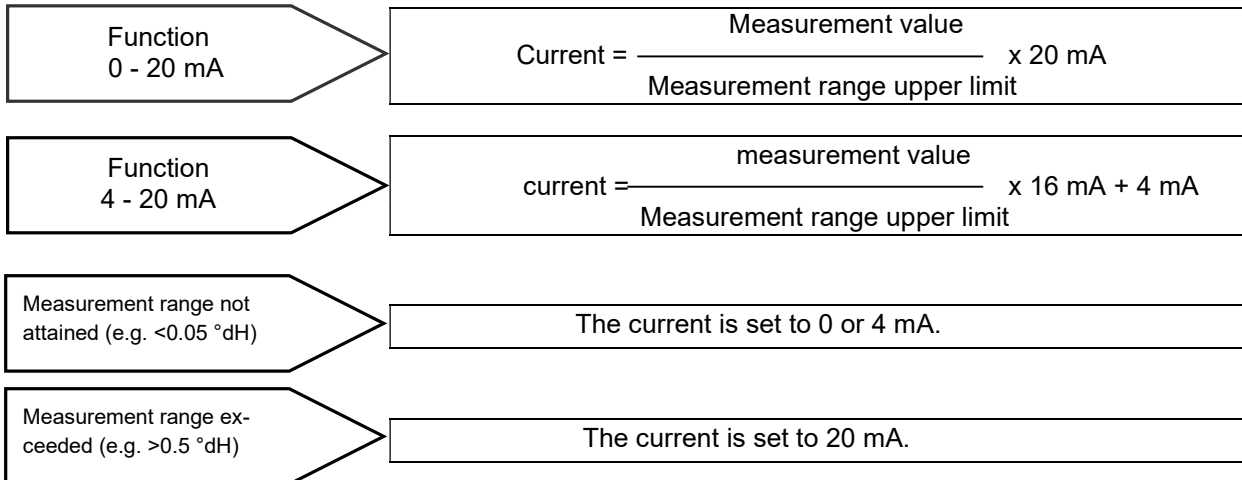 Function
0 - 20 mA
Measurement value
Current = x 20 mA
Measurement range upper limit
Function
4 - 20 mA
measurement value
current = x 16 mA + 4 mA
Measurement range upper limit
Measurement range not
attained (e.g. <0.05 °dH)
The current is set to 0 or 4 mA.
Measurement range ex-
ceeded (e.g. >0.5 °dH)
The current is set to 20 mA.